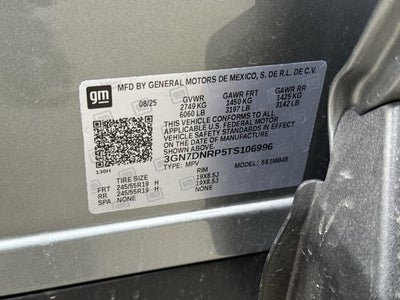 gm
MFD BY GENERAL MOTORS DE MEXICO, S. DE R.L. DE C.V.
08/25 GVWR GAWR FRT GAWR RR
2749 KG 1450 KG 1425 KG
6060 LB 3197 LB 3142 LB
THIS VEHICLE CONFORMS TO ALL APPLICABLE U.S. FEDERAL MOTOR
VEHICLE SAFETY STANDARDS IN EFFECT
ON THE DATE OF MANUFACTURE
SHOWN ABOVE.
3GN7DNRP5TS106996
TYPE: MPV MODEL: 5S1MB48
130H
TIRE SIZE RIM
FRT 245/55R19 H 19X8.5J
RR 245/55R19 H 19X8.5J
SPA NONE NONE